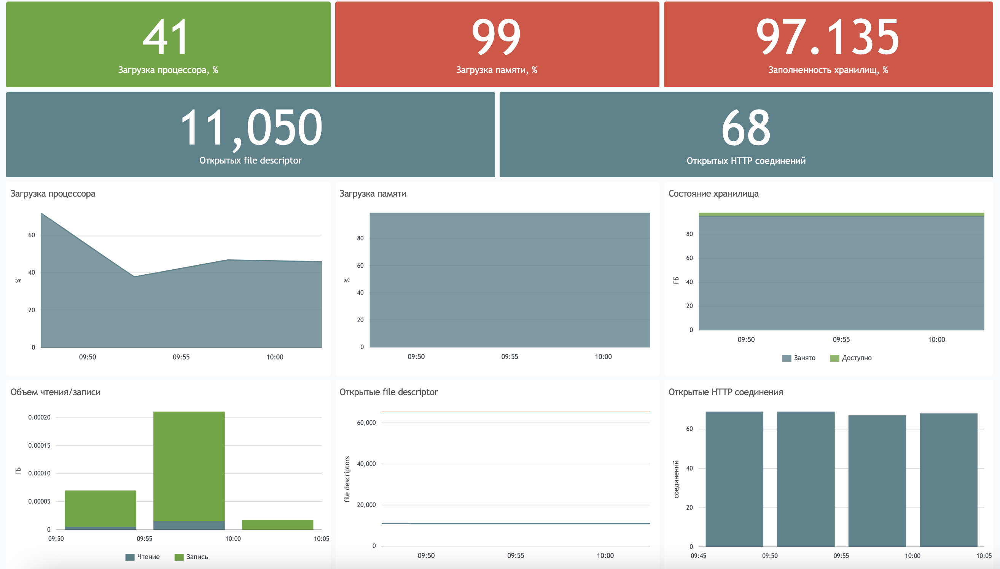 41
Загрузка процессора, %
99
Загрузка памяти, %
97.135
Заполненность хранилищ, %
11,050
Открытых file descriptor
68
Открытых HTTP соединений
Загрузка процессора
60
40
20
0
%
09:50 09:55 10:00
Загрузка памяти
80
60
40
20
0
%
09:50 09:55 10:00
Состояние хранилища
80
60
40
20
0
ГБ
09:50 09:55 10:00
Занято Доступно
Объем чтения/записи
0.00020
0.00015
0.00010
0.00005
0
ГБ
09:50 09:55 10:00 10:05
Чтение Запись
Открытые file descriptor
60,000
40,000
20,000
0
file descriptors
09:50 09:55 10:00
Открытые HTTP соединения
60
40
20
0
соединений
09:45 09:50 09:55 10:00 10:05